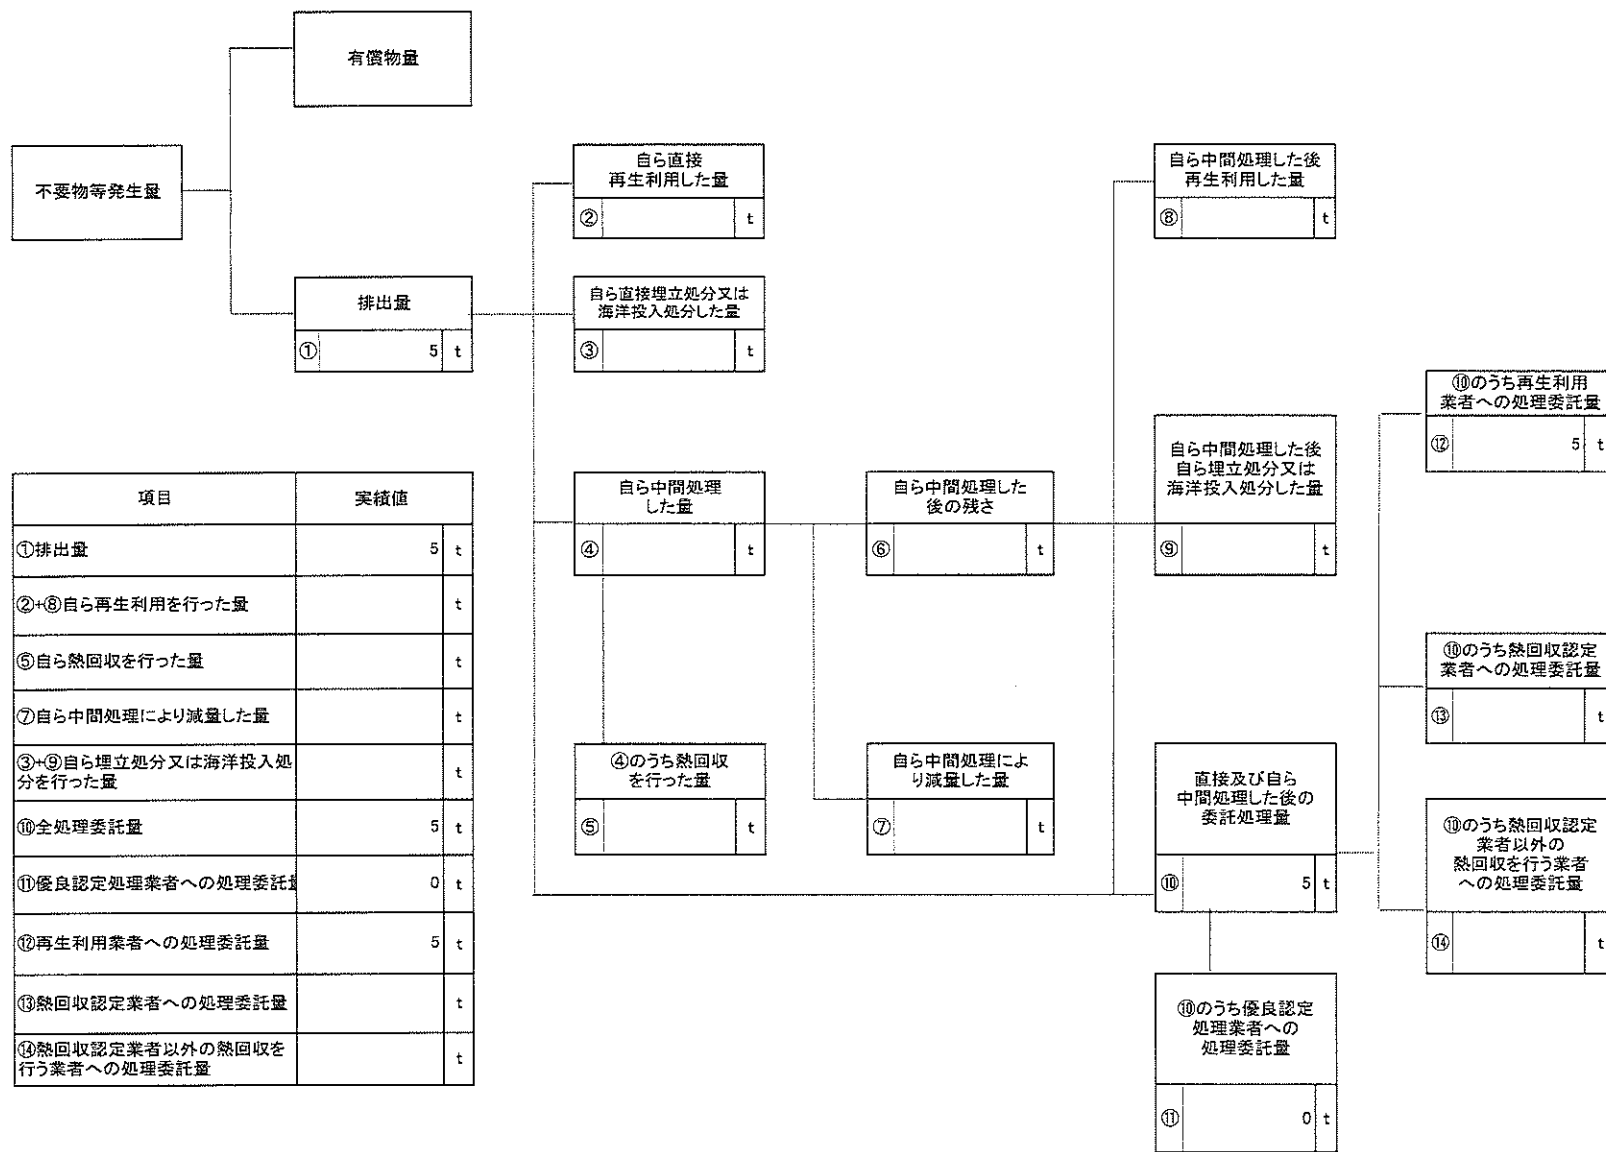 有償物量
不要物等発生量
排出量
① 5 t
自ら直接
再生利用した量
② t
自ら直接埋立処分又は
海洋投入処分した量
③ t
自ら中間処理
した量
④ t
④のうち熱回収
を行った量
⑤ t
自ら中間処理した
後の残さ
⑥ t
自ら中間処理によ
り減量した量
⑦ t
自ら中間処理した後
再生利用した量
⑧ t
自ら中間処理した後
自ら埋立処分又は
海洋投入処分した量
⑨ t
直接及び自ら
中間処理した後の
委託処理量
⑩ 5 t
⑩のうち優良認定
処理業者への
処理委託量
⑪ 0 t
⑩のうち再生利用
業者への処理委託量
⑫ 5 t
⑩のうち熱回収認定
業者への処理委託量
⑬ t
⑩のうち熱回収認定
業者以外の
熱回収を行う業者
への処理委託量
⑭ t
項目 実績値
①排出量 5 t
②+⑧自ら再生利用を行った量 t
⑤自ら熱回収を行った量 t
⑦自ら中間処理により減量した量 t
③+⑨自ら埋立処分又は海洋投入処
分を行った量 t
⑩全処理委託量 5 t
⑪優良認定処理業者への処理委託量 0 t
⑫再生利用業者への処理委託量 5 t
⑬熱回収認定業者への処理委託量 t
⑭熱回収認定業者以外の熱回収を
行う業者への処理委託量 t